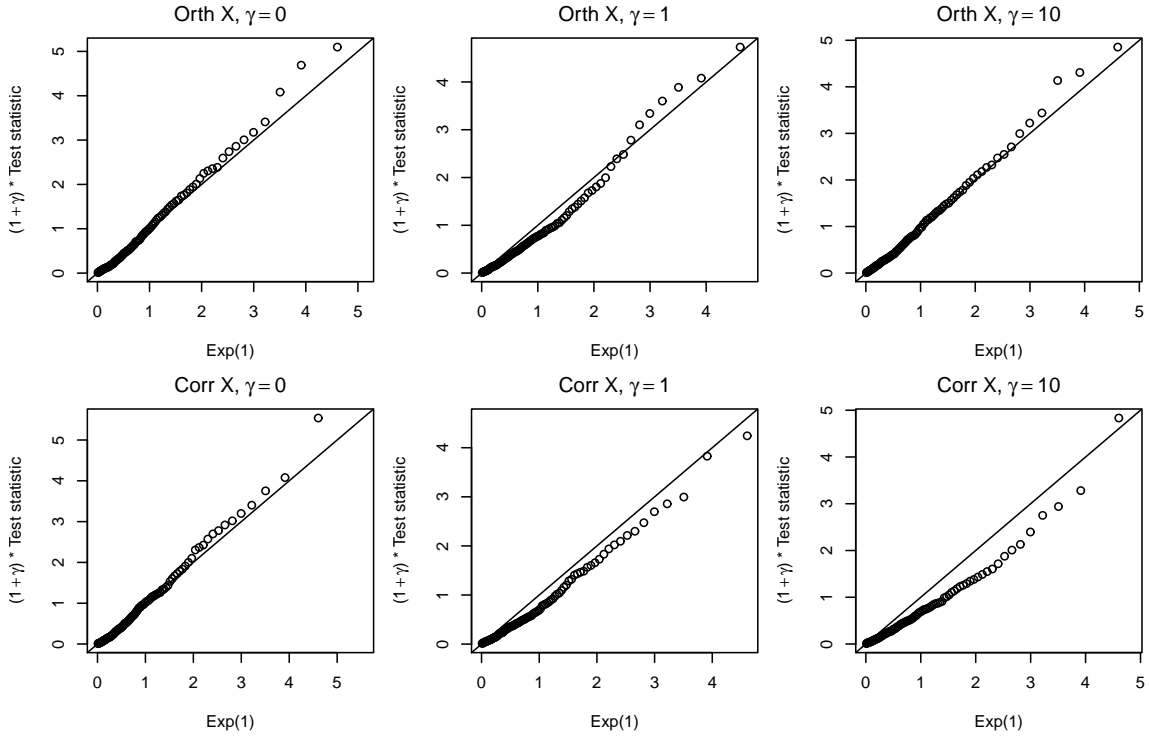 Orth X, γ = 0
Orth X, γ = 1
Orth X, γ = 10
(1+γ) * Test statistic
0 1 2 3 4 5
0 1 2 3 4 5
Exp(1)
(1+γ) * Test statistic
0 1 2 3 4
0 1 2 3 4
Exp(1)
(1+γ) * Test statistic
0 1 2 3 4 5
0 1 2 3 4 5
Exp(1)
Corr X, γ = 0
Corr X, γ = 1
Corr X, γ = 10
(1+γ) * Test statistic
0 1 2 3 4 5
0 1 2 3 4 5
Exp(1)
(1+γ) * Test statistic
0 1 2 3 4
0 1 2 3 4
Exp(1)
(1+γ) * Test statistic
0 1 2 3 4 5
0 1 2 3 4 5
Exp(1)